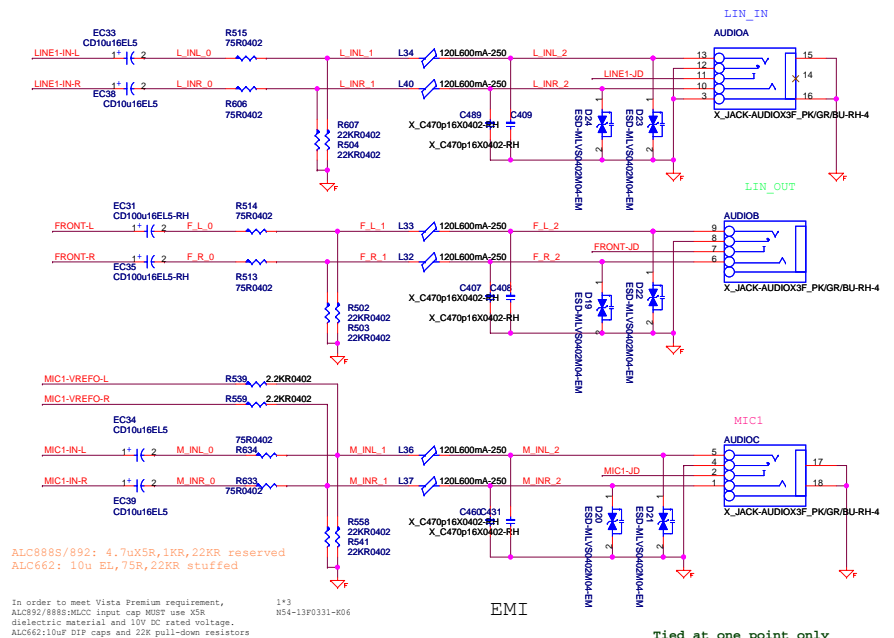 LIN_IN
EC33
CD10u16EL5
R515
75R0402
AUDIOA
LINE1-IN-L
1 + 2
L_INL_0
L_INL_1
L34
120L600mA-250
L_INL_2
13
12
11
10
3
15
14
16
LINE1-JD
LINE1-IN-R
1 + 2
L_INR_0
L_INR_1
L40
120L600mA-250
L_INR_2
EC38
CD10u16EL5
R606
75R0402
R607
22KR0402
R504
22KR0402
C489
C409
X_C470p16X0402-RH
X_C470p16X0402-RH
1
2
D24
ESD-MLVS0402M04-EM
1
2
D23
ESD-MLVS0402M04-EM
X_JACK-AUDIOX3F_PK/GR/BU-RH-4
F
F
F
LIN_OUT
EC31
CD100u16EL5-RH
R514
75R0402
AUDIOB
FRONT-L
1 + 2
F_L_0
F_L_1
L33
120L600mA-250
F_L_2
9
8
7
6
FRONT-JD
FRONT-R
1 + 2
F_R_0
F_R_1
L32
120L600mA-250
F_R_2
EC35
CD100u16EL5-RH
R513
75R0402
R502
22KR0402
R503
22KR0402
C407
C408
X_C470p16X0402-RH
X_C470p16X0402-RH
1
2
D19
ESD-MLVS0402M04-EM
1
2
D22
ESD-MLVS0402M04-EM
X_JACK-AUDIOX3F_PK/GR/BU-RH-4
F
F
MIC1-VREFO-L
R539
2.2KR0402
MIC1-VREFO-R
R559
2.2KR0402
MIC1
EC34
CD10u16EL5
75R0402
R634
AUDIOC
MIC1-IN-L
1 + 2
M_INL_0
M_INL_1
L36
120L600mA-250
M_INL_2
5
4
2
1
17
18
MIC1-JD
MIC1-IN-R
1 + 2
M_INR_0
R633
75R0402
M_INR_1
L37
120L600mA-250
M_INR_2
EC39
CD10u16EL5
R558
22KR0402
R541
22KR0402
C460
C431
X_C470p16X0402-RH
X_C470p16X0402-RH
1
2
D20
ESD-MLVS0402M04-EM
1
2
D21
ESD-MLVS0402M04-EM
X_JACK-AUDIOX3F_PK/GR/BU-RH-4
F
F
F
ALC888S/892: 4.7uX5R,1KR,22KR reserved
ALC662: 10u EL,75R,22KR stuffed
In order to meet Vista Premium requirement,
ALC892/888S:MLCC input cap MUST use X5R
dielectric material and 10V DC rated voltage.
ALC662:10uF DIP caps and 22K pull-down resistors
1*3
N54-13F0331-K06
EMI
Tied at one point only